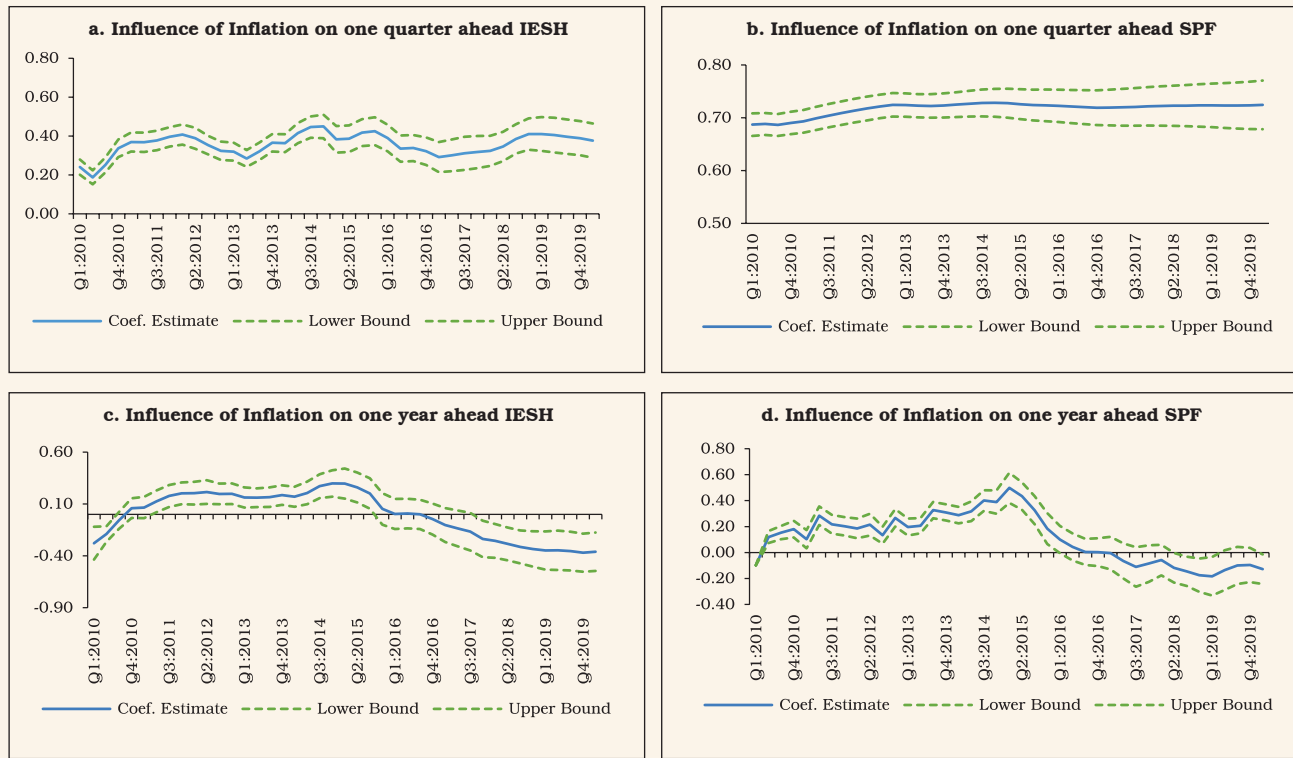 a. Influence of Inflation on one quarter ahead IESH
0.80
0.60
0.40
0.20
0.00
Q1:2010
Q4:2010
Q3:2011
Q2:2012
Q1:2013
Q4:2013
Q3:2014
Q2:2015
Q1:2016
Q4:2016
Q3:2017
Q2:2018
Q1:2019
Q4:2019
Coef. Estimate
Lower Bound
Upper Bound
b. Influence of Inflation on one quarter ahead SPF
0.80
0.70
0.60
0.50
Q1:2010
Q4:2010
Q3:2011
Q2:2012
Q1:2013
Q4:2013
Q3:2014
Q2:2015
Q1:2016
Q4:2016
Q3:2017
Q2:2018
Q1:2019
Q4:2019
Coef. Estimate
Lower Bound
Upper Bound
c. Influence of Inflation on one year ahead IESH
0.60
0.10
-0.40
-0.90
Q1:2010
Q4:2010
Q3:2011
Q2:2012
Q1:2013
Q4:2013
Q3:2014
Q2:2015
Q1:2016
Q4:2016
Q3:2017
Q2:2018
Q1:2019
Q4:2019
Coef. Estimate
Lower Bound
Upper Bound
d. Influence of Inflation on one year ahead SPF
0.80
0.60
0.40
0.20
0.00
-0.20
-0.40
Q1:2010
Q4:2010
Q3:2011
Q2:2012
Q1:2013
Q4:2013
Q3:2014
Q2:2015
Q1:2016
Q4:2016
Q3:2017
Q2:2018
Q1:2019
Q4:2019
Coef. Estimate
Lower Bound
Upper Bound